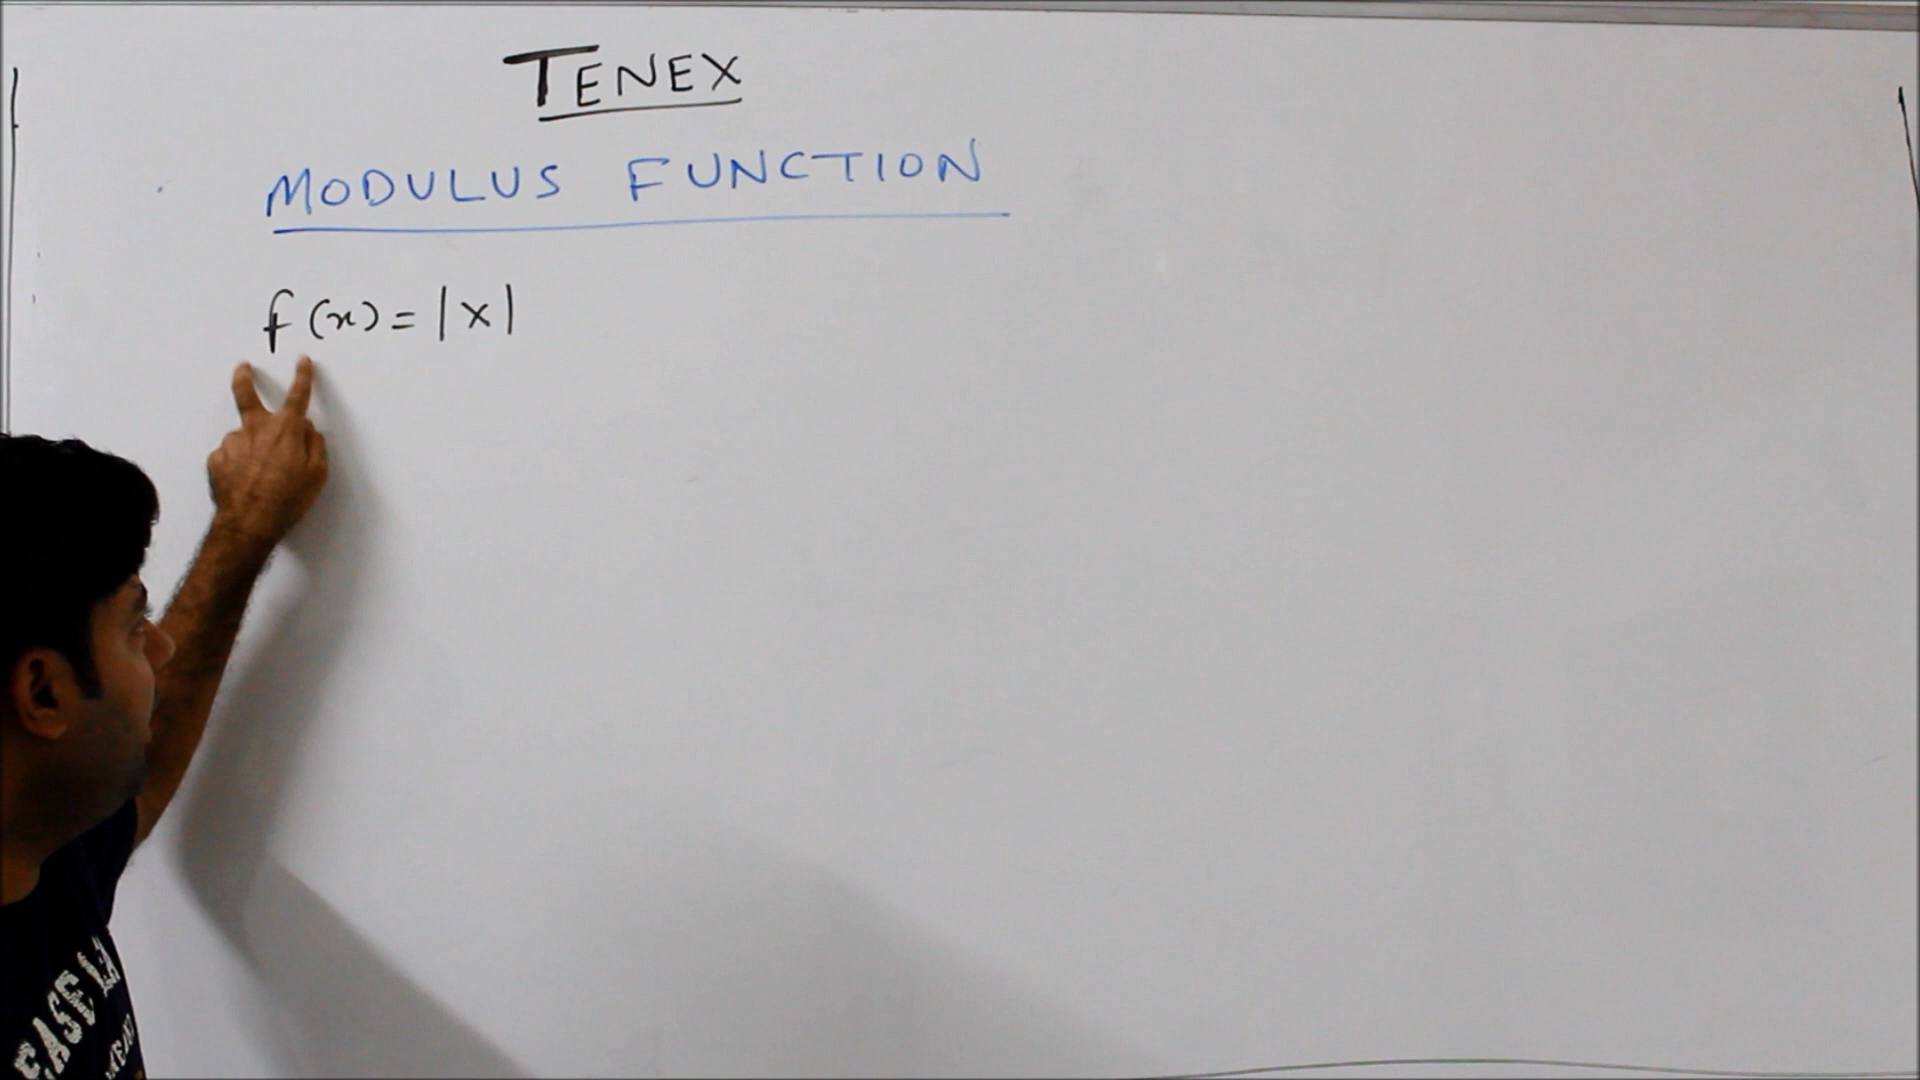 TENEX
MODULUS FUNCTION
f(x) = |x|